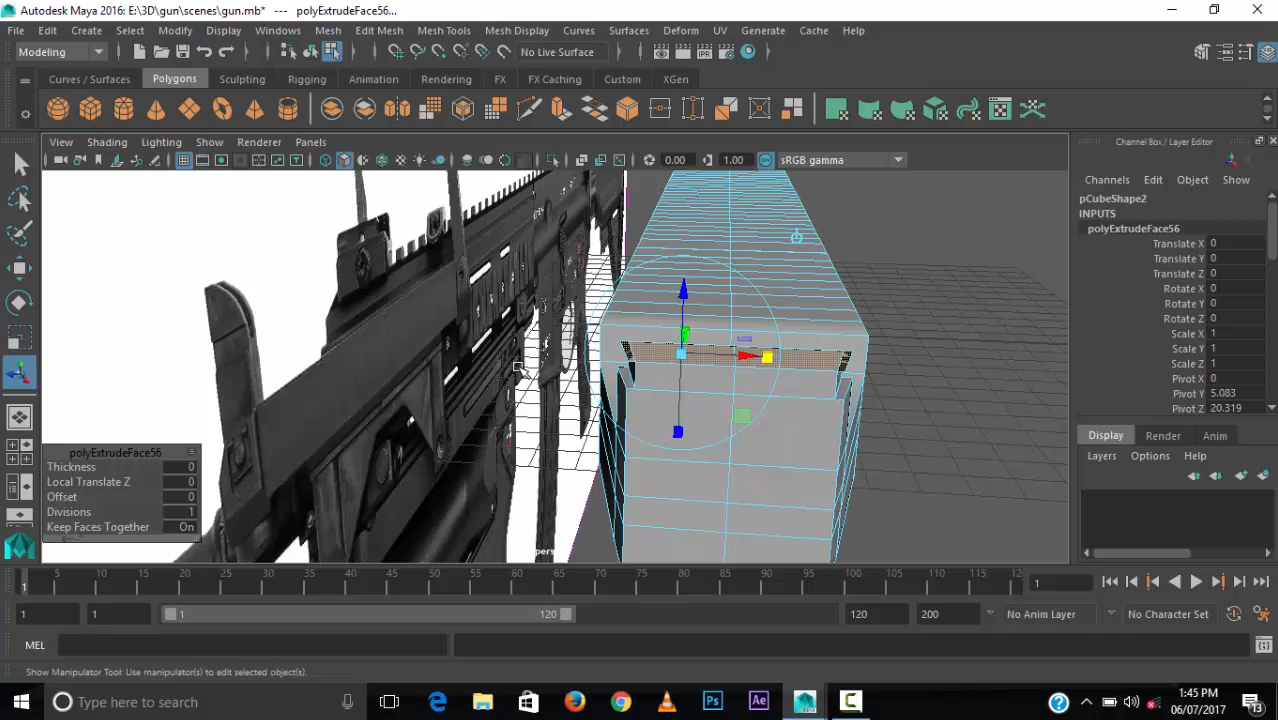 Autodesk Maya 2016: E:\3D\gun\scenes\gun.mb* --- polyExtrudeFace56...
File Edit Create Select Modify Display Windows Mesh Edit Mesh Mesh Tools Mesh Display Curves Surfaces Deform UV Generate Cache Help
Modeling No Live Surface
Curves / Surfaces Polygons Sculpting Rigging Animation Rendering FX FX Caching Custom XGen
View Shading Lighting Show Renderer Panels
0.00 1.00 sRGB gamma
Channel Box / Layer Editor
Channels Edit Object Show
pCubeShape2
INPUTS
polyExtrudeFace56
Translate X 0
Translate Y 0
Translate Z 0
Rotate X 0
Rotate Y 0
Rotate Z 0
Scale X 1
Scale Y 1
Scale Z 1
Pivot X 0
Pivot Y 5.083
Pivot Z 20.319
Display Render Anim
Layers Options Help
polyExtrudeFace56
Thickness 0
Local Translate Z 0
Offset 0
Divisions 1
Keep Faces Together On
1 5 10 15 20 25 30 35 40 45 50 55 60 65 70 75 80 85 90 95 100 105 110 115 12 1
1 1 1 120 120 200 No Anim Layer No Character Set
MEL
Show Manipulator Tool: Use manipulator(s) to edit selected object(s).
Type here to search
Ps Ae
1:45 PM
06/07/2017
13